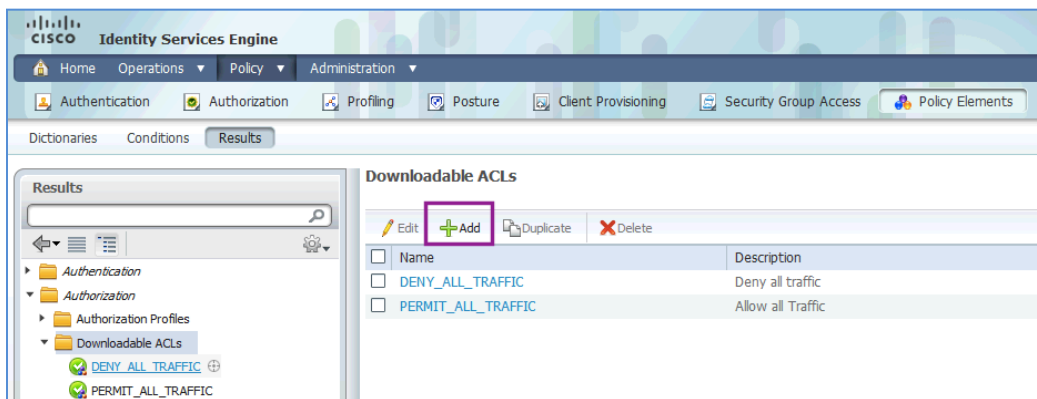 CISCO Identity Services Engine
Home Operations Policy Administration
Authentication Authorization Profiling Posture Client Provisioning Security Group Access Policy Elements
Dictionaries Conditions Results
Results
Authentication
Authorization
Authorization Profiles
Downloadable ACLs
DENY_ALL_TRAFFIC
PERMIT_ALL_TRAFFIC
Downloadable ACLs
Edit Add Duplicate Delete
Name Description
DENY_ALL_TRAFFIC Deny all traffic
PERMIT_ALL_TRAFFIC Allow all Traffic